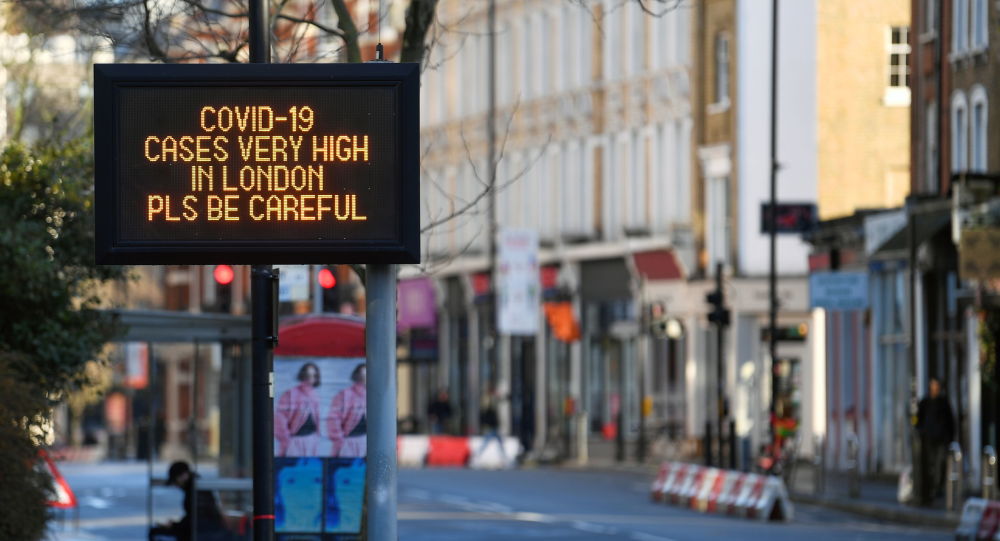 COVID-19
CASES VERY HIGH
IN LONDON
PLS BE CAREFUL